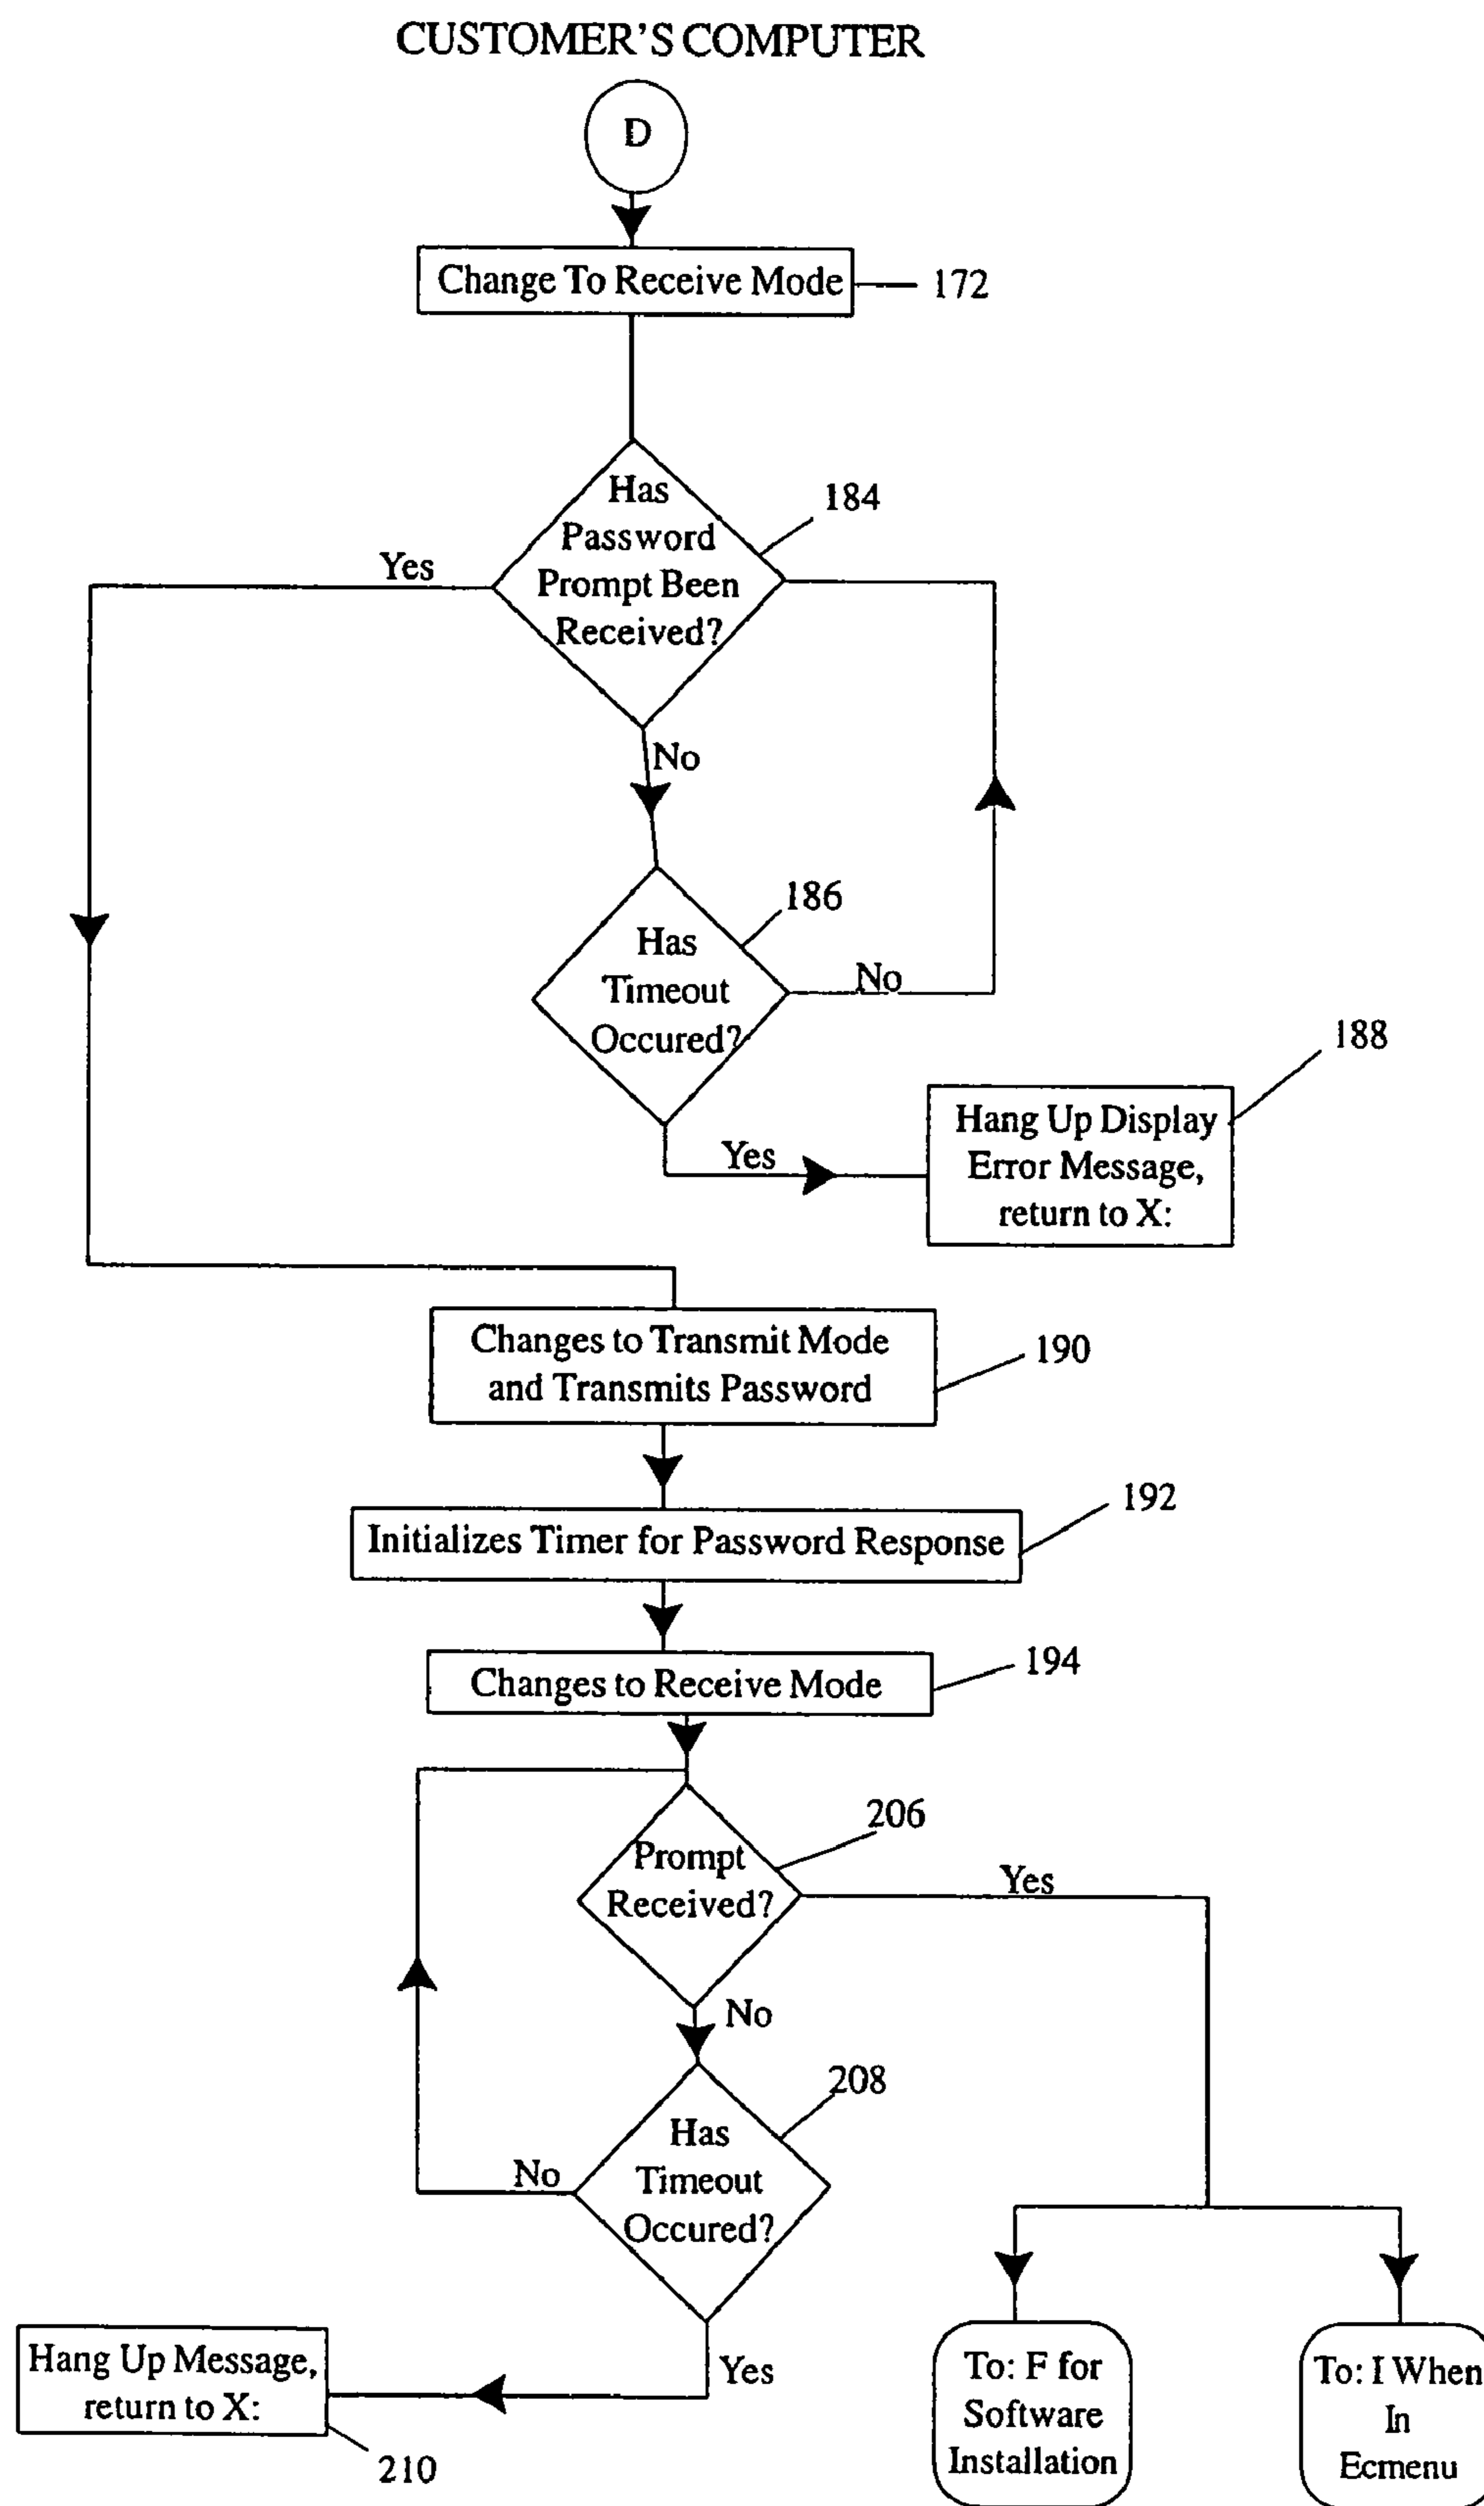 CUSTOMER'S COMPUTER
D
Change To Receive Mode
172
Has
Password
Prompt Been
Received?
184
Yes
No
Has
Timeout
Occured?
186
No
Yes
Hang Up Display
Error Message,
return to X:
188
Changes to Transmit Mode
and Transmits Password
190
Initializes Timer for Password Response
192
Changes to Receive Mode
194
Prompt
Received?
206
Yes
No
Has
Timeout
Occured?
208
No
Yes
Hang Up Message,
return to X:
210
To: F for
Software
Installation
To: I When
In
Ecmenu